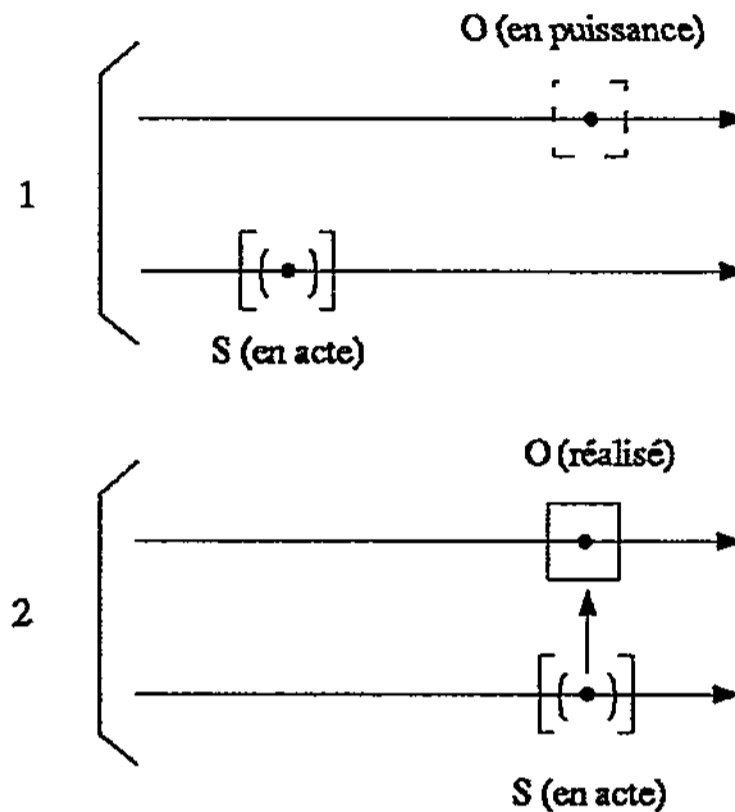 O (en puissance)
1
S (en acte)
O (réalisé)
2
S (en acte)